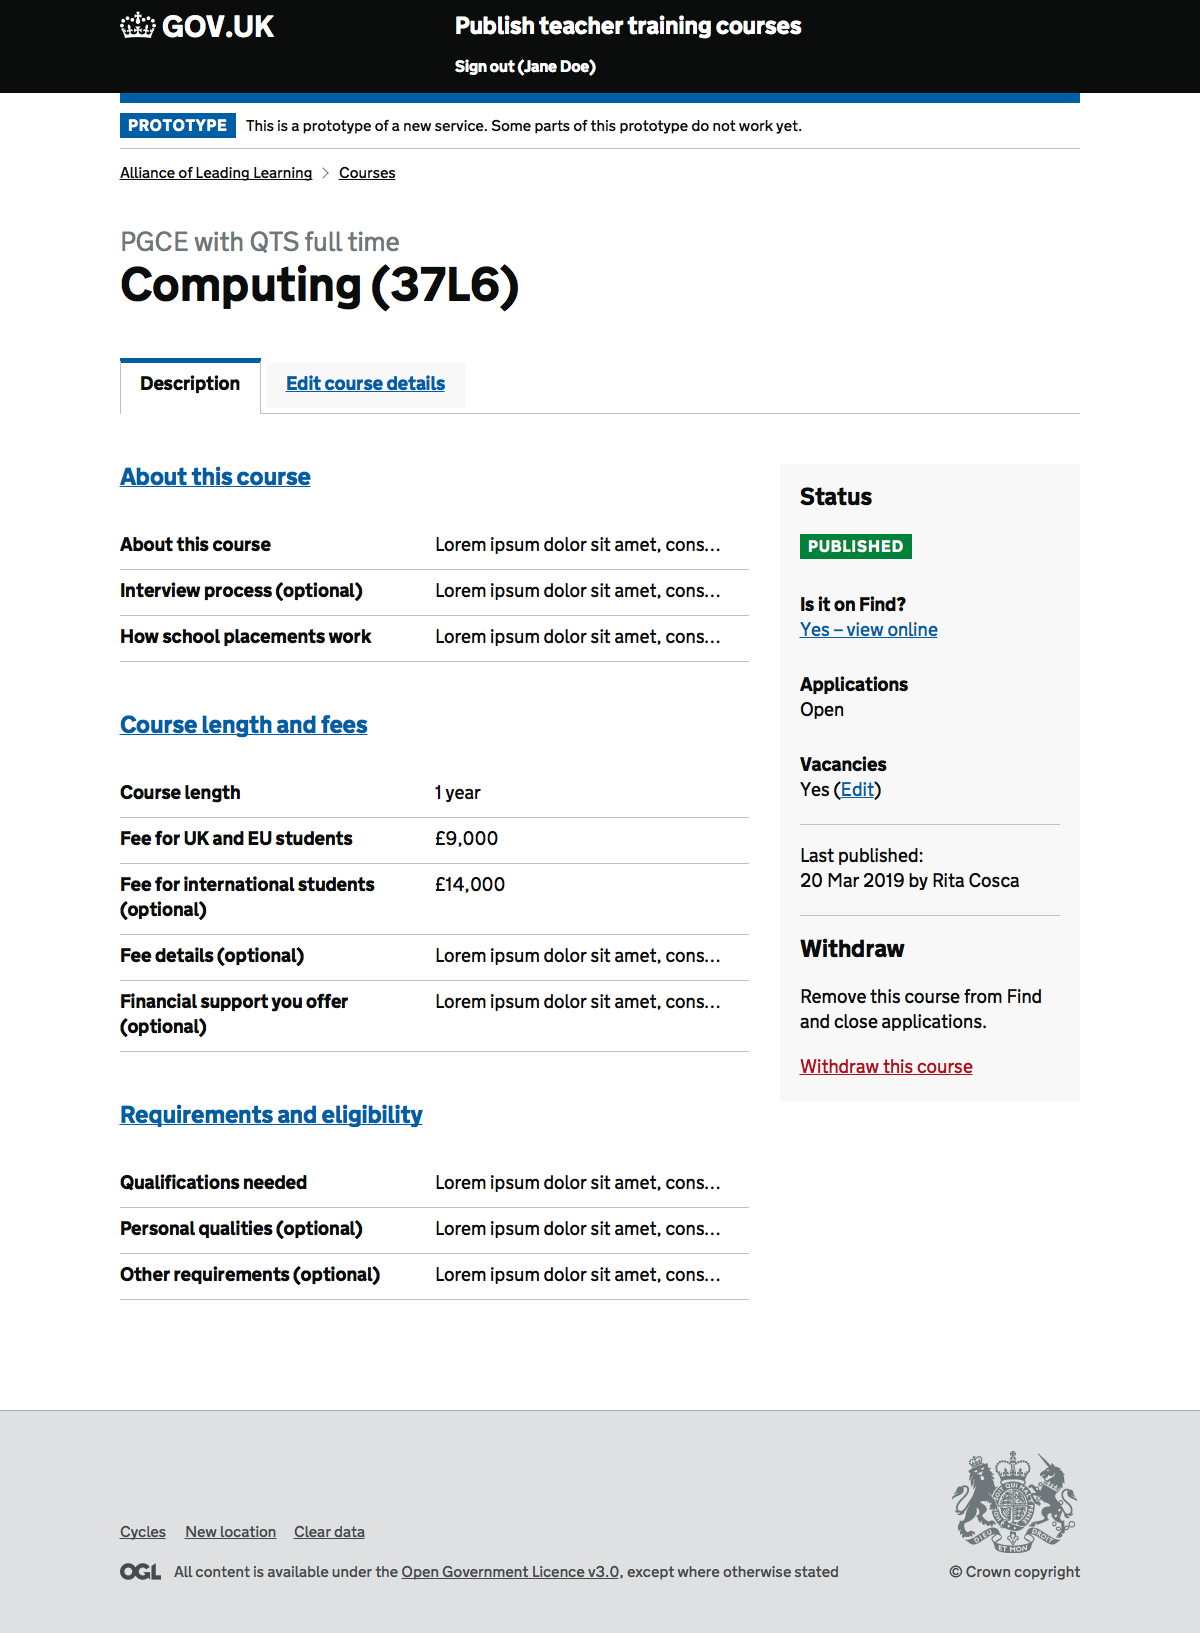 GOV.UK
Publish teacher training courses
Sign out (Jane Doe)
PROTOTYPE This is a prototype of a new service. Some parts of this prototype do not work yet.
Alliance of Leading Learning > Courses
PGCE with QTS full time
Computing (37L6)
Description Edit course details
About this course
About this course Lorem ipsum dolor sit amet, cons...
Interview process (optional) Lorem ipsum dolor sit amet, cons...
How school placements work Lorem ipsum dolor sit amet, cons...
Course length and fees
Course length 1 year
Fee for UK and EU students £9,000
Fee for international students £14,000
(optional)
Fee details (optional) Lorem ipsum dolor sit amet, cons...
Financial support you offer Lorem ipsum dolor sit amet, cons...
(optional)
Requirements and eligibility
Qualifications needed Lorem ipsum dolor sit amet, cons...
Personal qualities (optional) Lorem ipsum dolor sit amet, cons...
Other requirements (optional) Lorem ipsum dolor sit amet, cons...
Status
PUBLISHED
Is it on Find?
Yes – view online
Applications
Open
Vacancies
Yes (Edit)
Last published:
20 Mar 2019 by Rita Cosca
Withdraw
Remove this course from Find
and close applications.
Withdraw this course
Cycles New location Clear data
OGL All content is available under the Open Government Licence v3.0, except where otherwise stated
DIEU ET MON DROIT
© Crown copyright